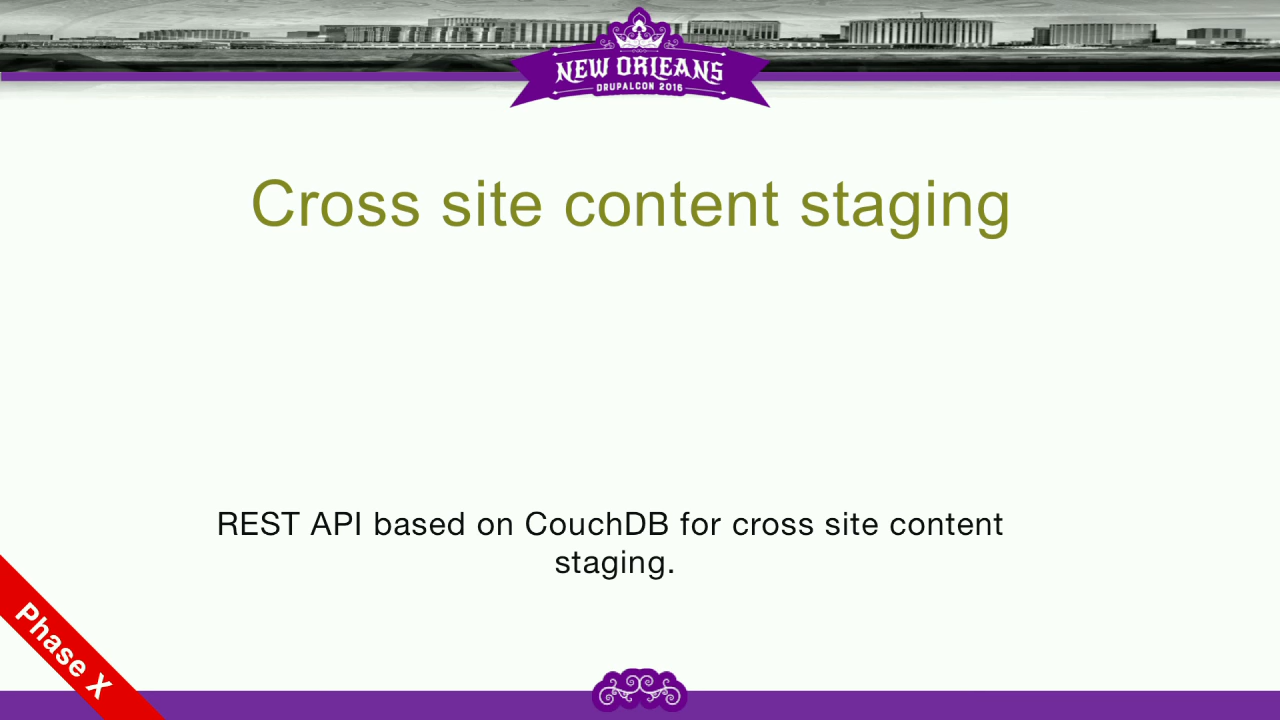 NEW ORLEANS
DRUPALCON 2016
Cross site content staging
REST API based on CouchDB for cross site content
staging.
Phase X